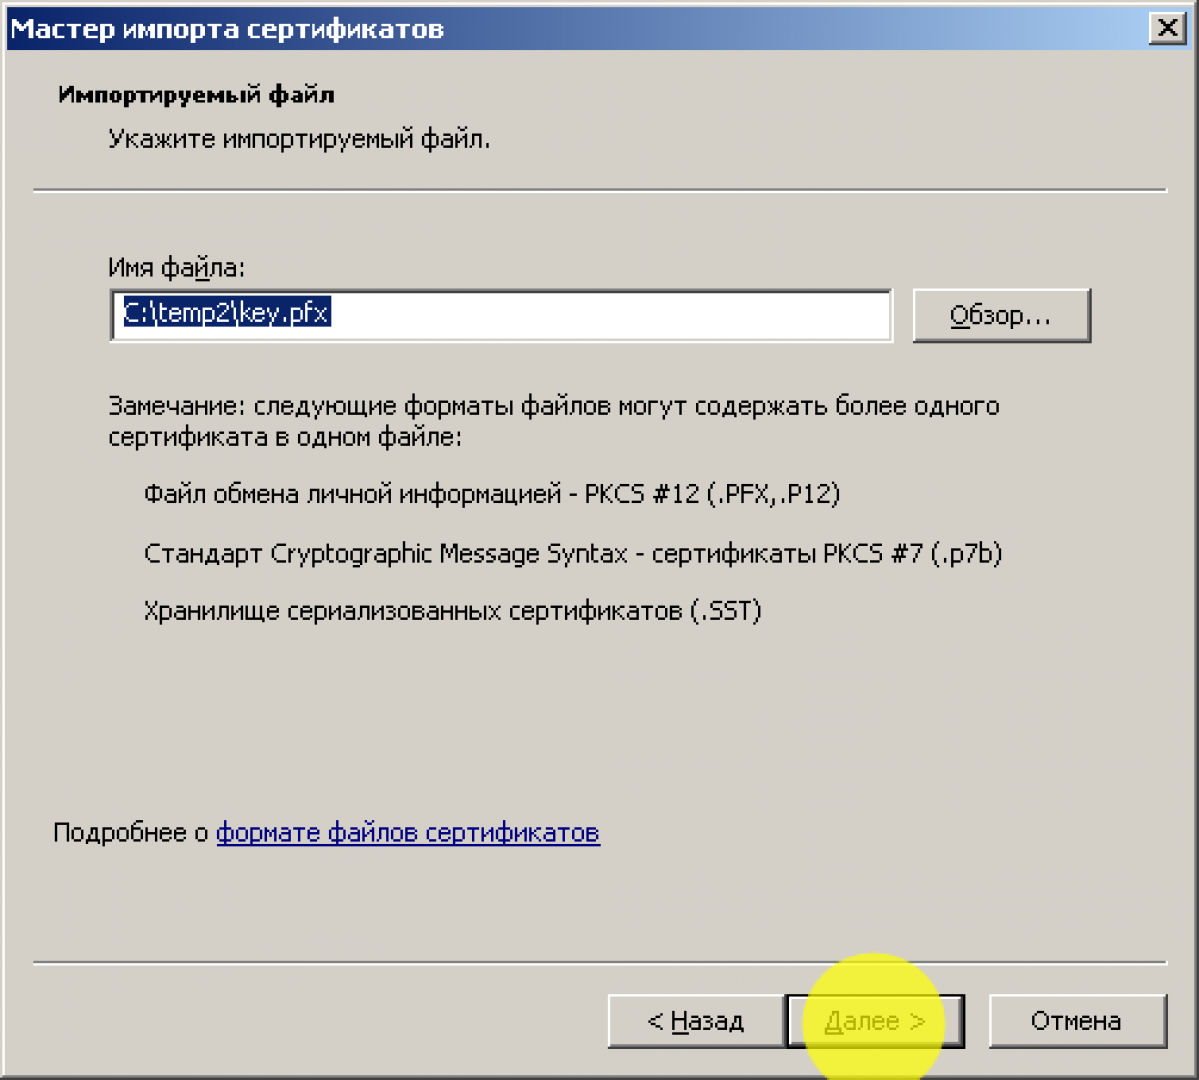 Мастер импорта сертификатов
Импортируемый файл
Укажите импортируемый файл.
Имя файла:
C:\temp2\key.pfx
Обзор...
Замечание: следующие форматы файлов могут содержать более одного
сертификата в одном файле:
Файл обмена личной информацией - PKCS #12 (.PFX,.P12)
Стандарт Cryptographic Message Syntax - сертификаты PKCS #7 (.p7b)
Хранилище сериализованных сертификатов (.SST)
Подробнее о формате файлов сертификатов
< Назад
Далее >
Отмена